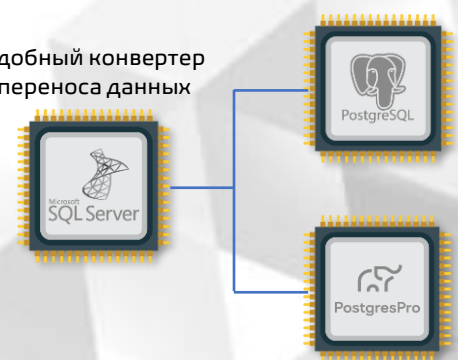 добный конвертер
переноса данных
PostgreSQL
Microsoft
SQL Server
PostgresPro